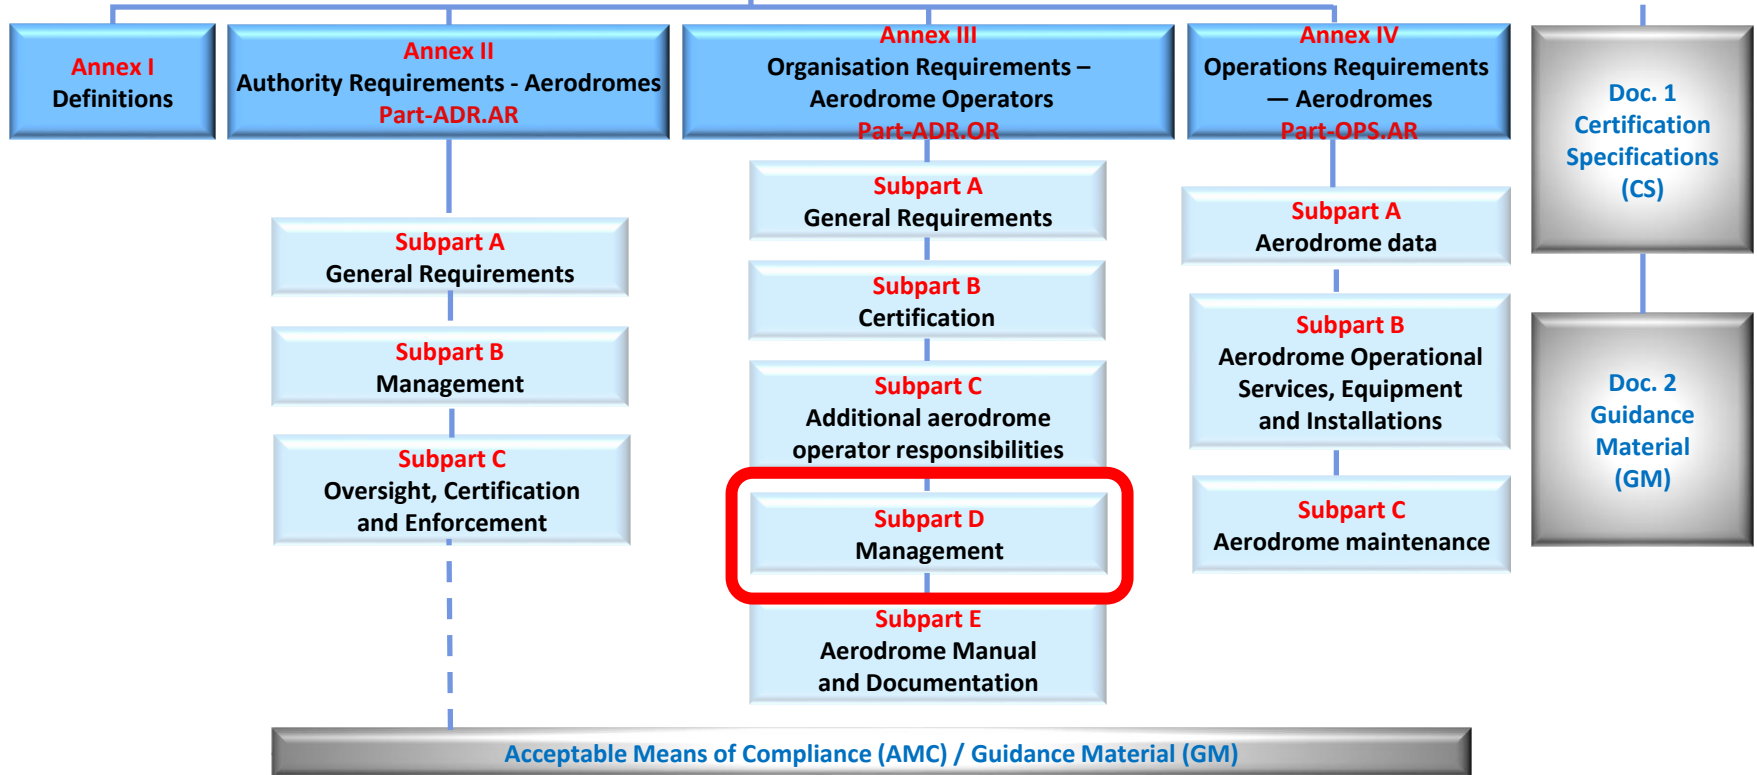 Annex I
Definitions
Annex II
Authority Requirements - Aerodromes
Part-ADR.AR
Annex III
Organisation Requirements –
Aerodrome Operators
Part-ADR.OR
Annex IV
Operations Requirements
— Aerodromes
Part-OPS.AR
Doc. 1
Certification
Specifications
(CS)
Subpart A
General Requirements
Subpart B
Management
Subpart C
Oversight, Certification
and Enforcement
Subpart A
General Requirements
Subpart B
Certification
Subpart C
Additional aerodrome
operator responsibilities
Subpart D
Management
Subpart E
Aerodrome Manual
and Documentation
Subpart A
Aerodrome data
Subpart B
Aerodrome Operational
Services, Equipment
and Installations
Subpart C
Aerodrome maintenance
Doc. 2
Guidance
Material
(GM)
Acceptable Means of Compliance (AMC) / Guidance Material (GM)